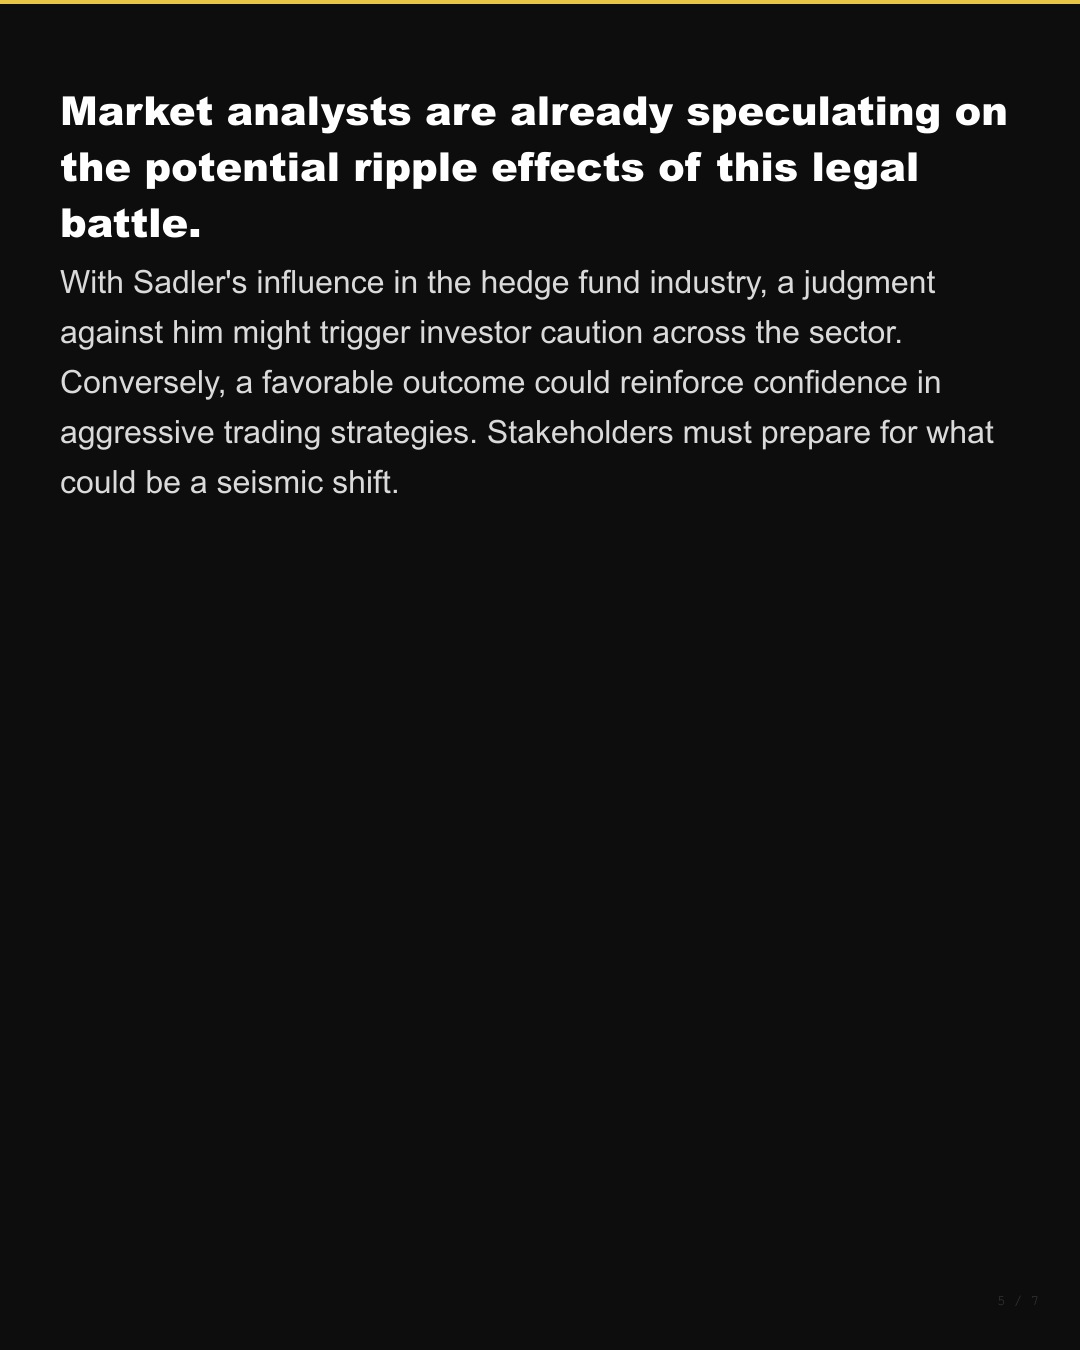 Market analysts are already speculating on
the potential ripple effects of this legal
battle.
With Sadler's influence in the hedge fund industry, a judgment
against him might trigger investor caution across the sector.
Conversely, a favorable outcome could reinforce confidence in
aggressive trading strategies. Stakeholders must prepare for what
could be a seismic shift.
5 / 7